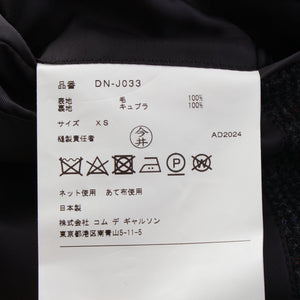 品番 DN-J033
表地 毛 100%
裏地 キュプラ 100%
サイズ XS
縫製責任者 今井 AD2024
ネット使用 あて布使用
日本製
株式会社 コム デ ギャルソン
東京都港区南青山5-11-5